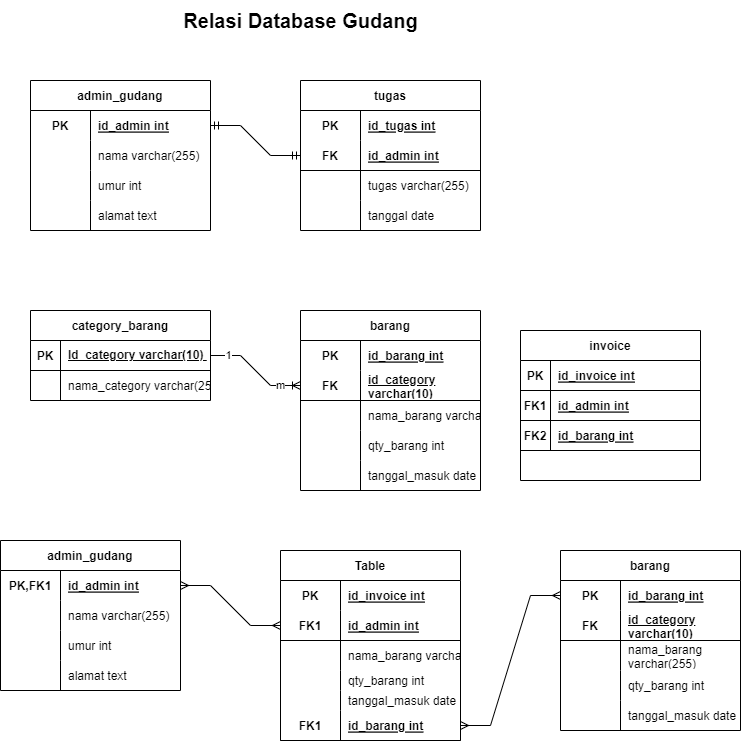 Relasi Database Gudang
admin_gudang
PK id_admin int
nama varchar(255)
umur int
alamat text
tugas
PK id_tugas int
FK id_admin int
tugas varchar(255)
tanggal date
category_barang
PK Id_category varchar(10)
nama_category varchar(25
1
m
barang
PK id_barang int
FK id_category
varchar(10)
nama_barang varcha
qty_barang int
tanggal_masuk date
invoice
PK id_invoice int
FK1 id_admin int
FK2 id_barang int
admin_gudang
PK,FK1 id_admin int
nama varchar(255)
umur int
alamat text
Table
PK id_invoice int
FK1 id_admin int
nama_barang varcha
qty_barang int
tanggal_masuk date
FK1 id_barang int
barang
PK id_barang int
FK id_category
varchar(10)
nama_barang
varchar(255)
qty_barang int
tanggal_masuk date